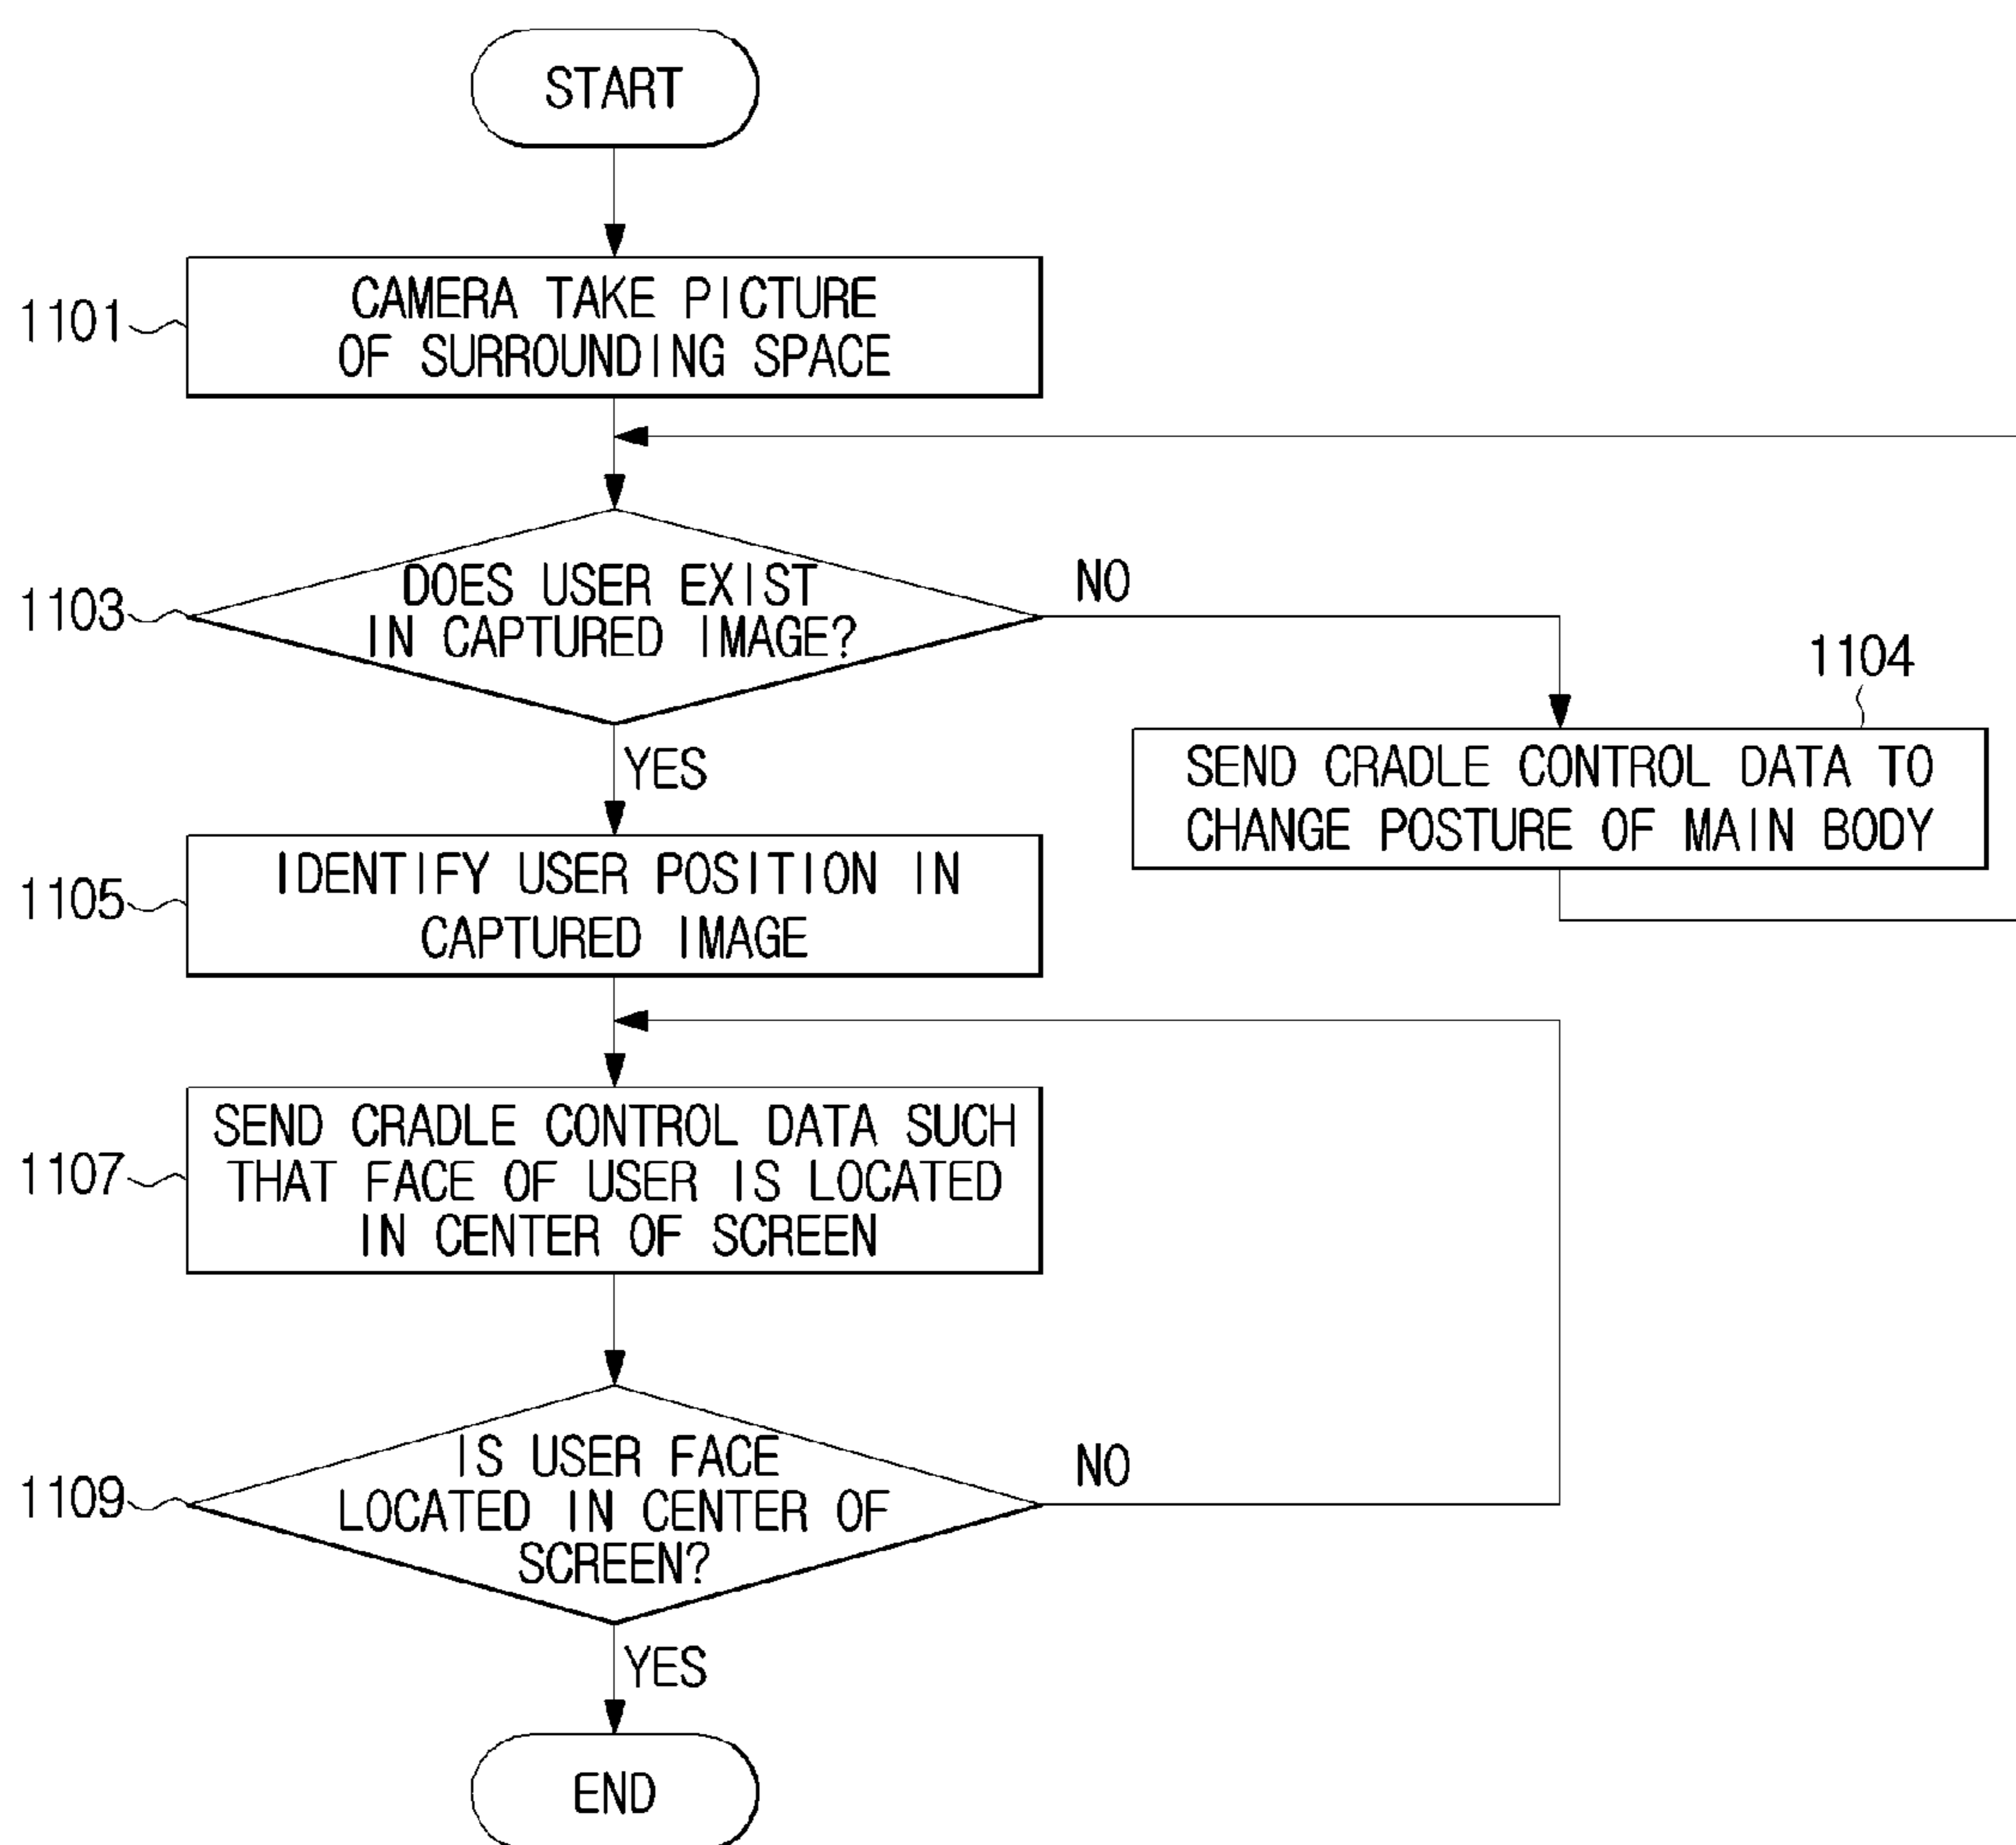 START
1101
CAMERA TAKE PICTURE
OF SURROUNDING SPACE
1103
DOES USER EXIST
IN CAPTURED IMAGE?
NO
YES
1104
SEND CRADLE CONTROL DATA TO
CHANGE POSTURE OF MAIN BODY
1105
IDENTIFY USER POSITION IN
CAPTURED IMAGE
1107
SEND CRADLE CONTROL DATA SUCH
THAT FACE OF USER IS LOCATED
IN CENTER OF SCREEN
1109
IS USER FACE
LOCATED IN CENTER OF
SCREEN?
NO
YES
END